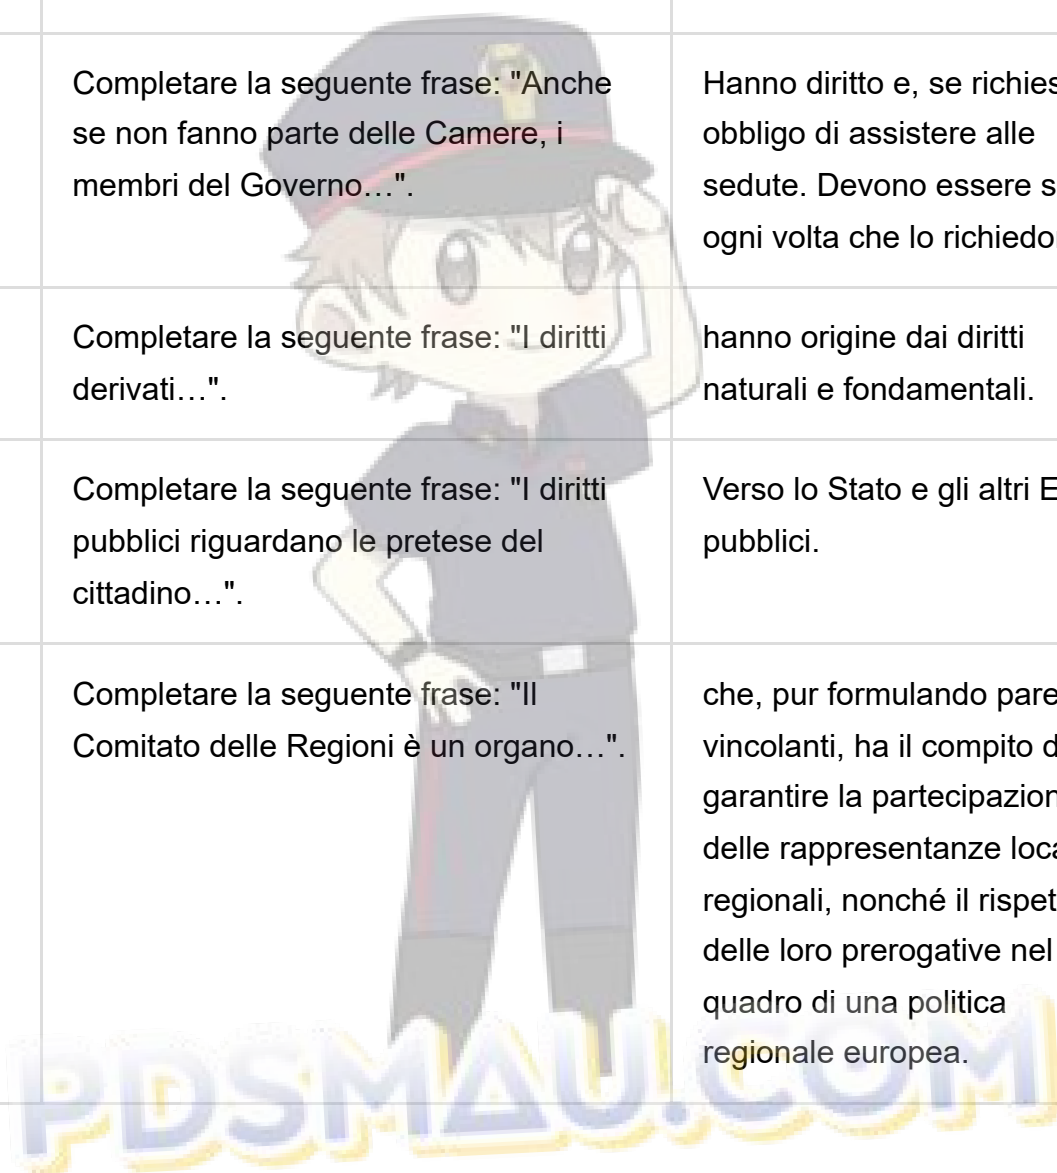 Completare la seguente frase: "Anche
se non fanno parte delle Camere, i
membri del Governo…".
Hanno diritto e, se richies
obbligo di assistere alle
sedute. Devono essere s
ogni volta che lo richiedo
Completare la seguente frase: "I diritti
derivati…".
hanno origine dai diritti
naturali e fondamentali.
Completare la seguente frase: "I diritti
pubblici riguardano le pretese del
cittadino…".
Verso lo Stato e gli altri E
pubblici.
Completare la seguente frase: "Il
Comitato delle Regioni è un organo…".
che, pur formulando pare
vincolanti, ha il compito d
garantire la partecipazion
delle rappresentanze loca
regionali, nonché il rispet
delle loro prerogative nel
quadro di una politica
regionale europea.
PDSMAU.COM